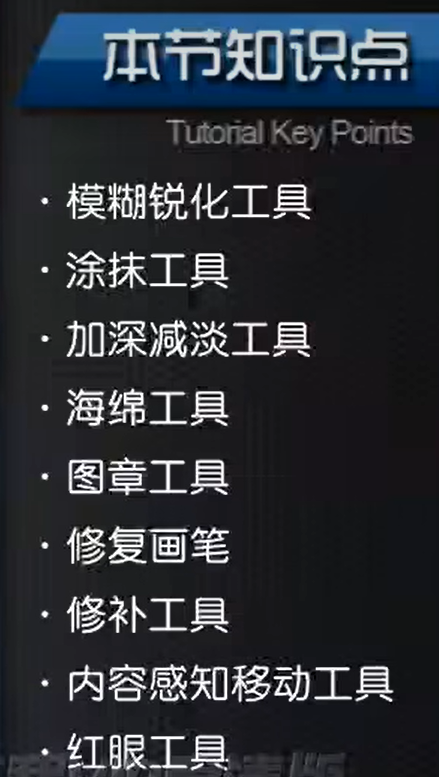 本节知识点
Tutorial Key Points
· 模糊锐化工具
· 涂抹工具
· 加深减淡工具
· 海绵工具
· 图章工具
· 修复画笔
· 修补工具
· 内容感知移动工具
· 红眼工具